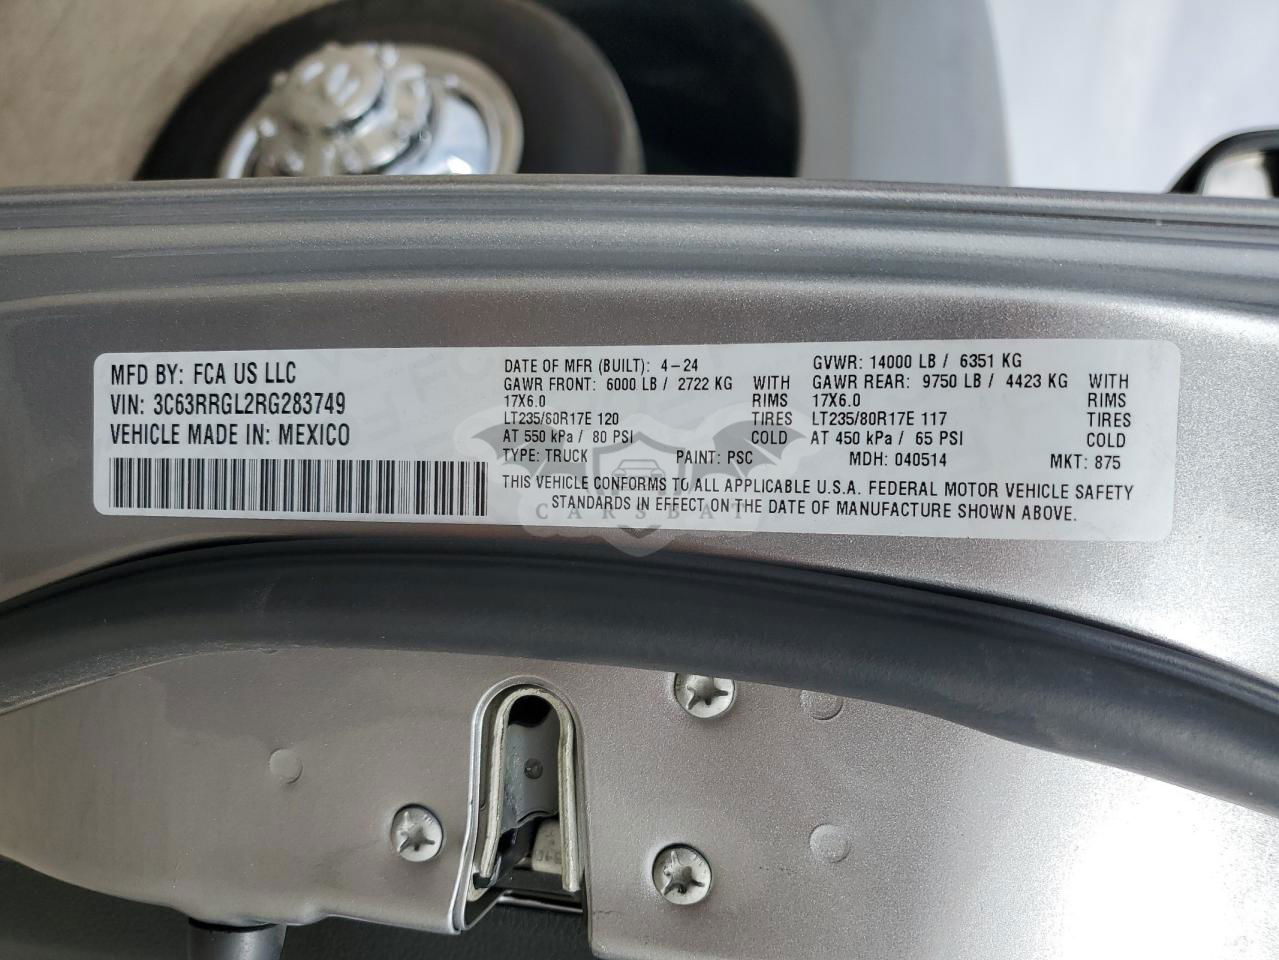 MFD BY: FCA US LLC
VIN: 3C63RRGL2RG283749
VEHICLE MADE IN: MEXICO
DATE OF MFR (BUILT): 4-24
GAWR FRONT: 6000 LB / 2722 KG WITH
17X6.0 RIMS
LT235/80R17E 120 TIRES
AT 550 kPa / 80 PSI COLD
TYPE: TRUCK PAINT: PSC
GVWR: 14000 LB / 6351 KG
GAWR REAR: 9750 LB / 4423 KG WITH
17X6.0 RIMS
LT235/80R17E 117 TIRES
AT 450 kPa / 65 PSI COLD
MDH: 040514 MKT: 875
THIS VEHICLE CONFORMS TO ALL APPLICABLE U.S.A. FEDERAL MOTOR VEHICLE SAFETY
STANDARDS IN EFFECT ON THE DATE OF MANUFACTURE SHOWN ABOVE.
CARSBAT